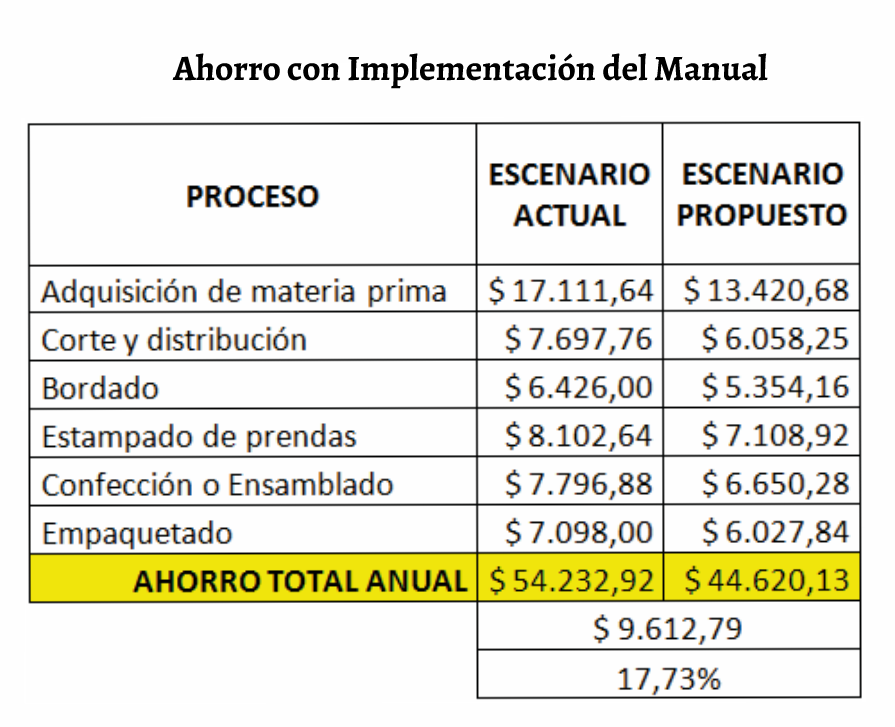 Ahorro con Implementación del Manual
PROCESO ESCENARIO ACTUAL ESCENARIO PROPUESTO
Adquisición de materia prima $ 17.111,64 $ 13.420,68
Corte y distribución $ 7.697,76 $ 6.058,25
Bordado $ 6.426,00 $ 5.354,16
Estampado de prendas $ 8.102,64 $ 7.108,92
Confección o Ensamblado $ 7.796,88 $ 6.650,28
Empaquetado $ 7.098,00 $ 6.027,84
AHORRO TOTAL ANUAL $ 54.232,92 $ 44.620,13
$ 9.612,79
17,73%